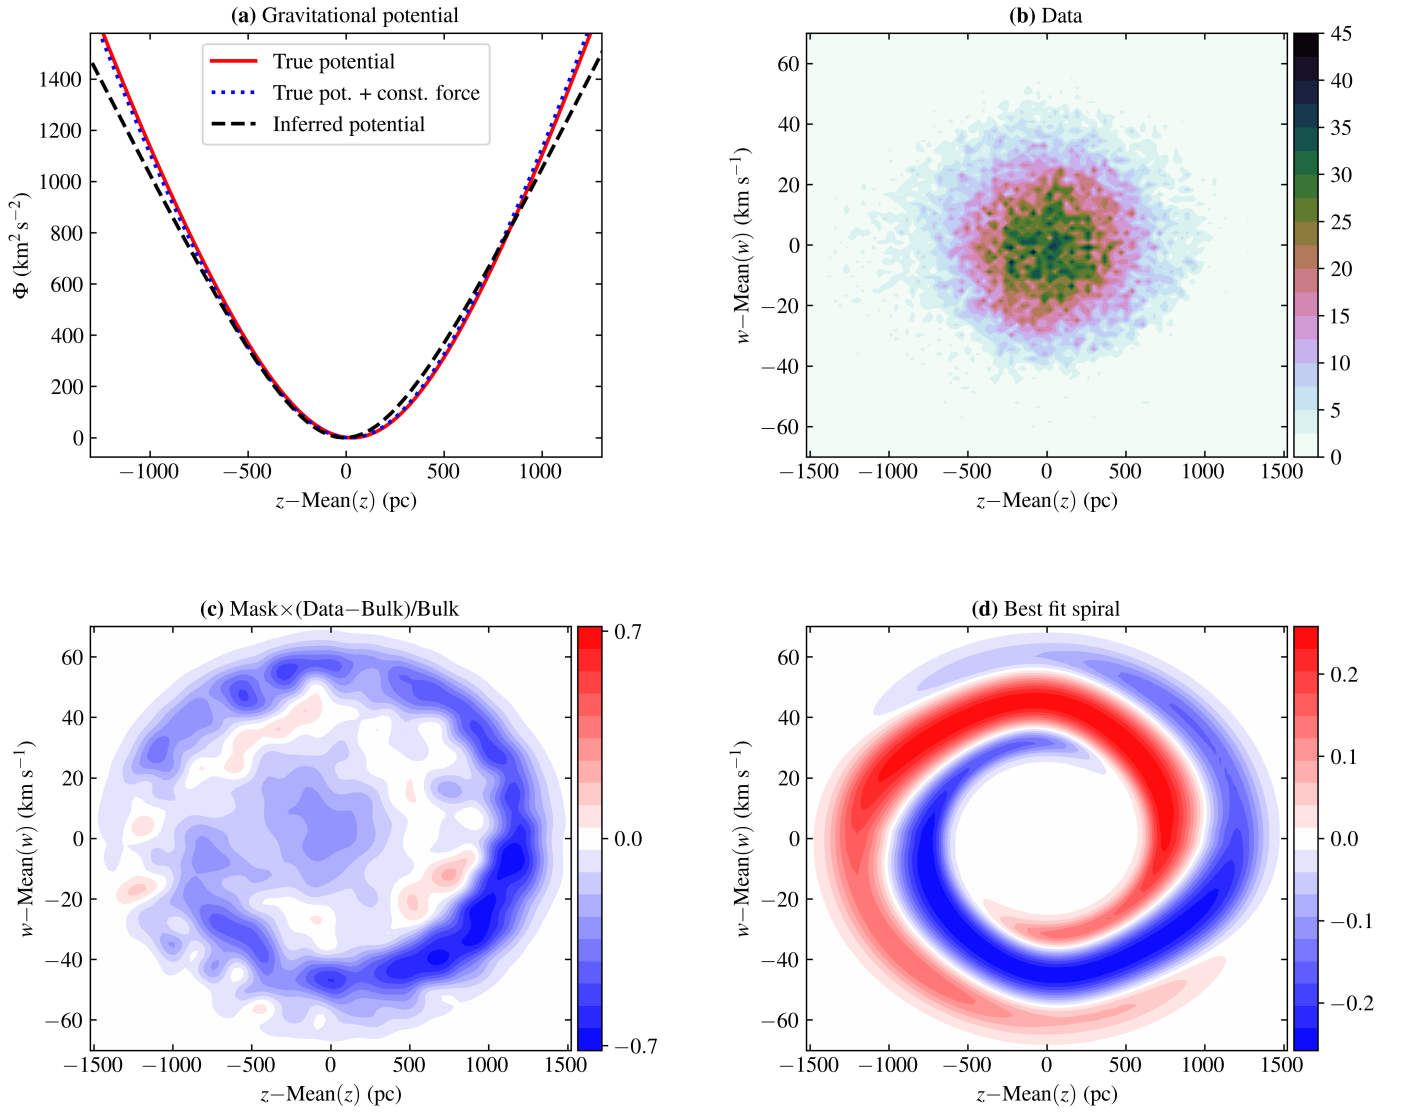 (a) Gravitational potential
Φ (km² s⁻²)
1400
1200
1000
800
600
400
200
0
True potential
True pot. + const. force
Inferred potential
−1000 −500 0 500 1000
z−Mean(z) (pc)
(b) Data
w−Mean(w) (km s⁻¹)
60
40
20
0
−20
−40
−60
−1500 −1000 −500 0 500 1000 1500
z−Mean(z) (pc)
45
40
35
30
25
20
15
10
5
0
(c) Mask×(Data−Bulk)/Bulk
w−Mean(w) (km s⁻¹)
60
40
20
0
−20
−40
−60
−1500 −1000 −500 0 500 1000 1500
z−Mean(z) (pc)
0.7
0.0
−0.7
(d) Best fit spiral
w−Mean(w) (km s⁻¹)
60
40
20
0
−20
−40
−60
−1500 −1000 −500 0 500 1000 1500
z−Mean(z) (pc)
0.2
0.1
0.0
−0.1
−0.2